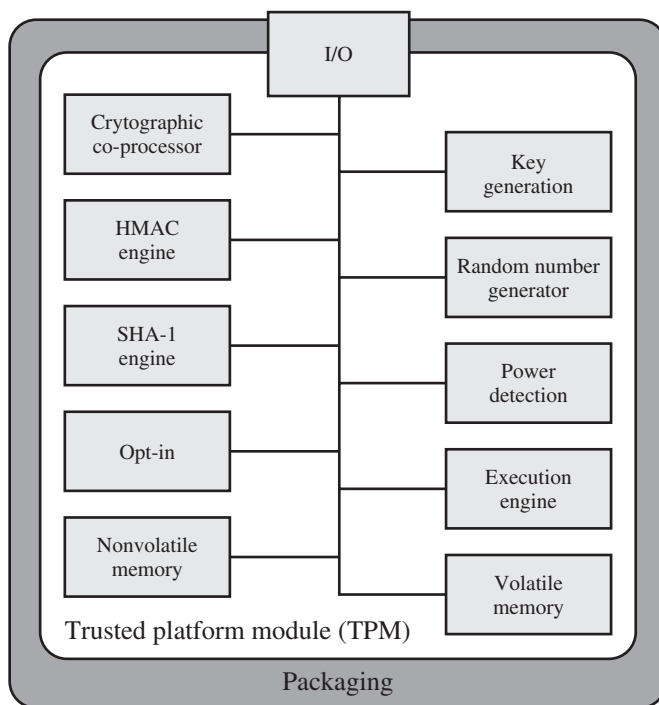 I/O
Crytographic
co-processor
HMAC
engine
SHA-1
engine
Opt-in
Nonvolatile
memory
Key
generation
Random number
generator
Power
detection
Execution
engine
Volatile
memory
Trusted platform module (TPM)
Packaging